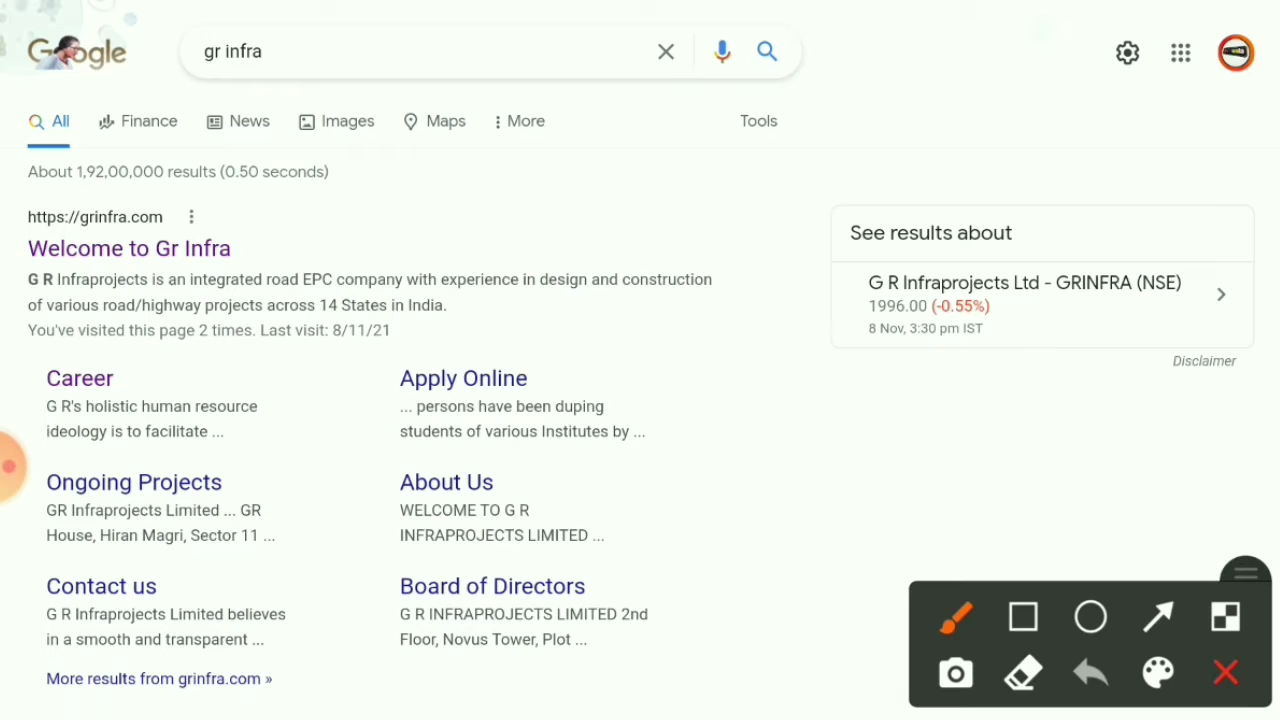 Google
gr infra
All
Finance
News
Images
Maps
More
Tools
About 1,92,00,000 results (0.50 seconds)
https://grinfra.com
Welcome to Gr Infra
G R Infraprojects is an integrated road EPC company with experience in design and construction
of various road/highway projects across 14 States in India.
You've visited this page 2 times. Last visit: 8/11/21
Career
G R's holistic human resource
ideology is to facilitate ...
Apply Online
... persons have been duping
students of various Institutes by ...
Ongoing Projects
GR Infraprojects Limited ... GR
House, Hiran Magri, Sector 11 ...
About Us
WELCOME TO G R
INFRAPROJECTS LIMITED ...
Contact us
G R Infraprojects Limited believes
in a smooth and transparent ...
Board of Directors
G R INFRAPROJECTS LIMITED 2nd
Floor, Novus Tower, Plot ...
More results from grinfra.com »
See results about
G R Infraprojects Ltd - GRINFRA (NSE)
1996.00 (-0.55%)
8 Nov, 3:30 pm IST
Disclaimer